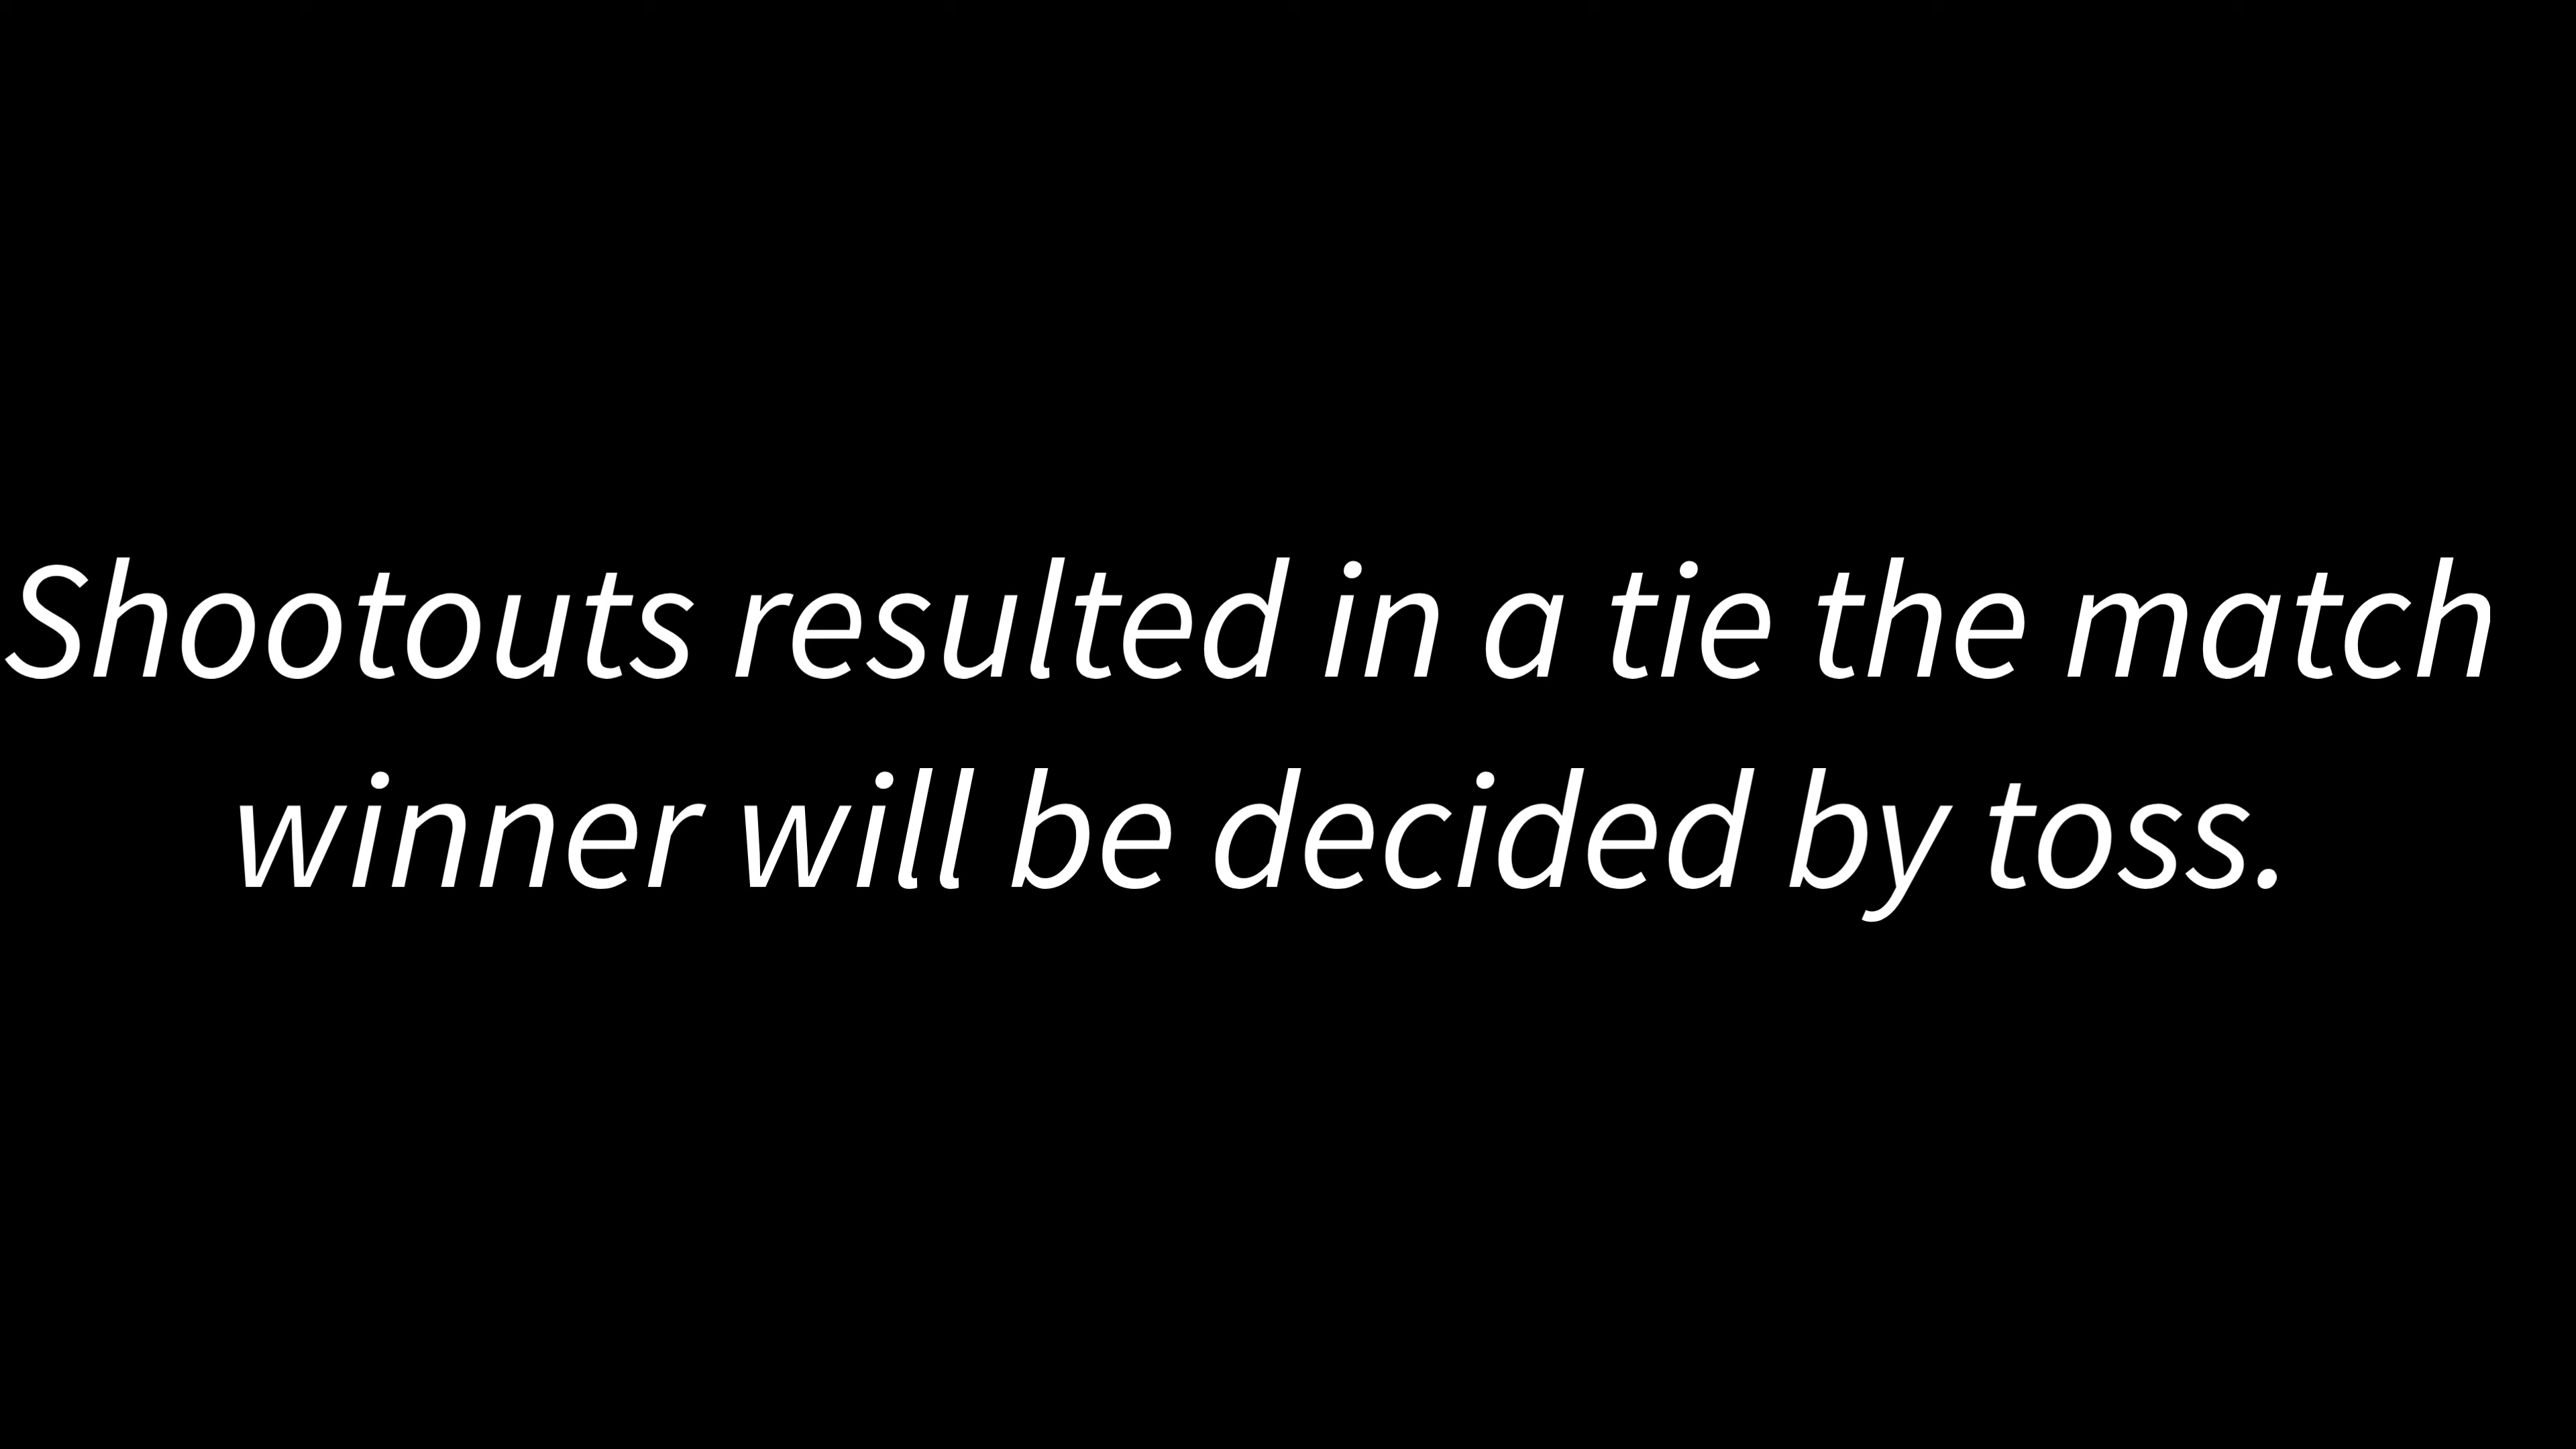 Shootouts resulted in a tie the match
winner will be decided by toss.